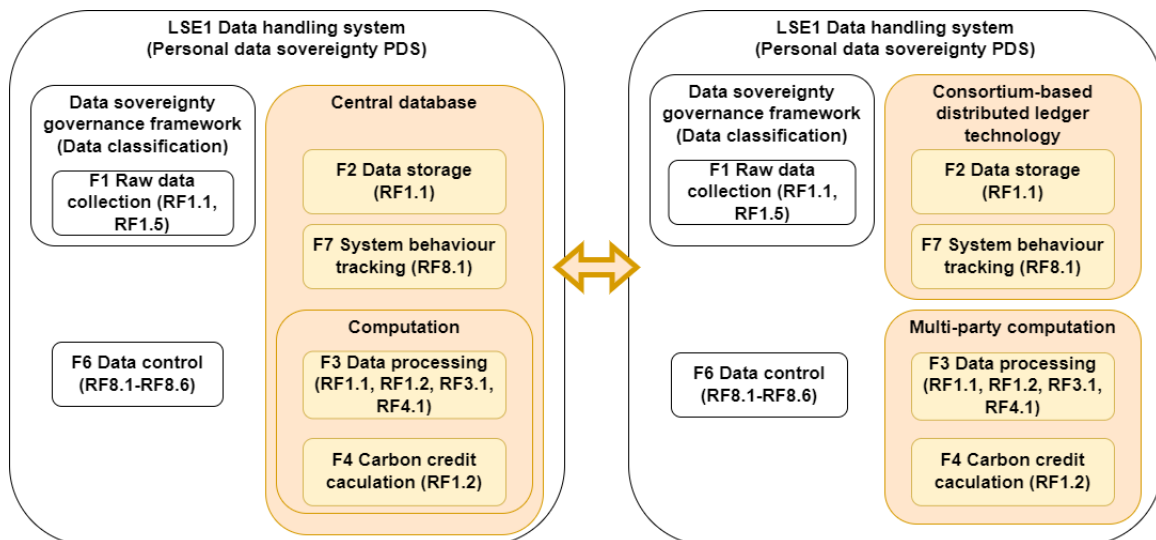 LSE1 Data handling system
(Personal data sovereignty PDS)
Data sovereignty
governance framework
(Data classification)
F1 Raw data
collection (RF1.1,
RF1.5)
F6 Data control
(RF8.1-RF8.6)
Central database
F2 Data storage
(RF1.1)
F7 System behaviour
tracking (RF8.1)
Computation
F3 Data processing
(RF1.1, RF1.2, RF3.1,
RF4.1)
F4 Carbon credit
caculation (RF1.2)
LSE1 Data handling system
(Personal data sovereignty PDS)
Data sovereignty
governance framework
(Data classification)
F1 Raw data
collection (RF1.1,
RF1.5)
F6 Data control
(RF8.1-RF8.6)
Consortium-based
distributed ledger
technology
F2 Data storage
(RF1.1)
F7 System behaviour
tracking (RF8.1)
Multi-party computation
F3 Data processing
(RF1.1, RF1.2, RF3.1,
RF4.1)
F4 Carbon credit
caculation (RF1.2)